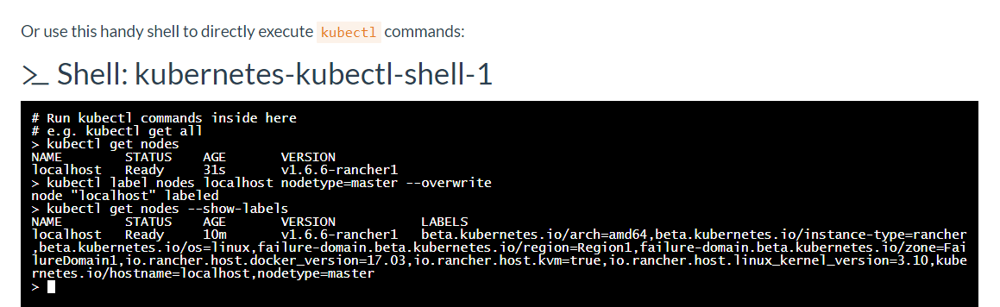 Or use this handy shell to directly execute kubectl commands:
>_ Shell: kubernetes-kubectl-shell-1
# Run kubectl commands inside here
# e.g. kubectl get all
> kubectl get nodes
NAME STATUS AGE VERSION
localhost Ready 31s v1.6.6-rancher1
> kubectl label nodes localhost nodetype=master --overwrite
node "localhost" labeled
> kubectl get nodes --show-labels
NAME STATUS AGE VERSION LABELS
localhost Ready 10m v1.6.6-rancher1 beta.kubernetes.io/arch=amd64,beta.kubernetes.io/instance-type=rancher
,beta.kubernetes.io/os=linux,failure-domain.beta.kubernetes.io/region=Region1,failure-domain.beta.kubernetes.io/zone=Fai
lureDomain1,io.rancher.host.docker_version=17.03,io.rancher.host.kvm=true,io.rancher.host.linux_kernel_version=3.10,kube
rnetes.io/hostname=localhost,nodetype=master
>